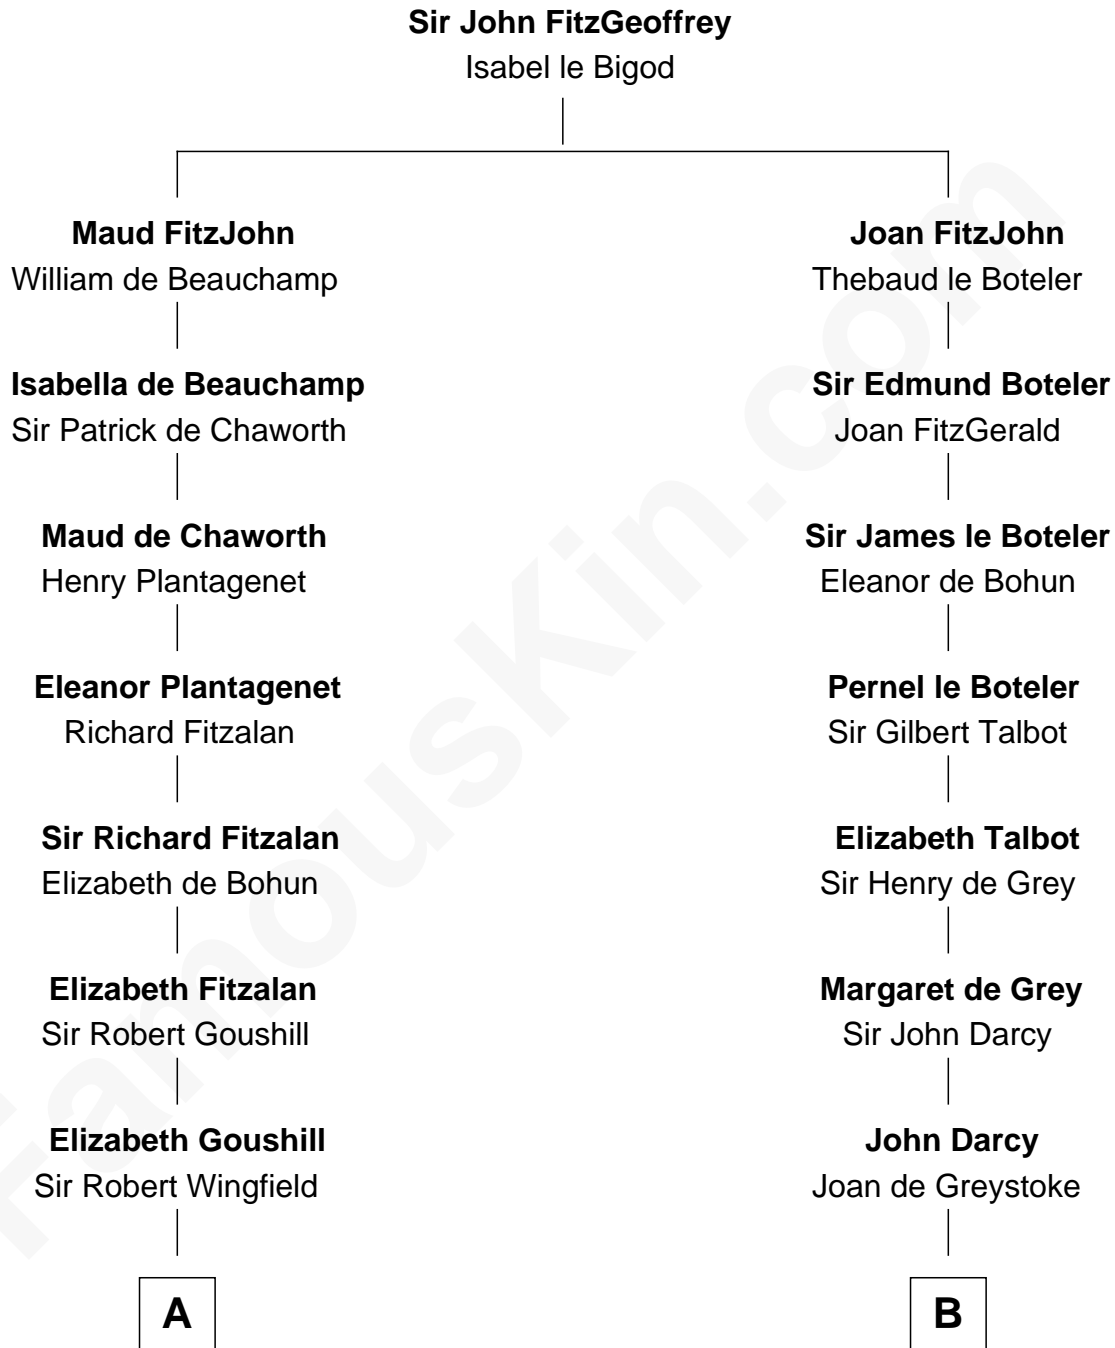 Sir John FitzGeoffrey
Isabel le Bigod
Maud FitzJohn
William de Beauchamp
Joan FitzJohn
Thebaud le Boteler
Isabella de Beauchamp
Sir Patrick de Chaworth
Sir Edmund Boteler
Joan FitzGerald
Maud de Chaworth
Henry Plantagenet
Sir James le Boteler
Eleanor de Bohun
Eleanor Plantagenet
Richard Fitzalan
Pernel le Boteler
Sir Gilbert Talbot
Sir Richard Fitzalan
Elizabeth de Bohun
Elizabeth Talbot
Sir Henry de Grey
Elizabeth Fitzalan
Sir Robert Goushill
Margaret de Grey
Sir John Darcy
Elizabeth Goushill
Sir Robert Wingfield
John Darcy
Joan de Greystoke
A
B
FamousKin.com